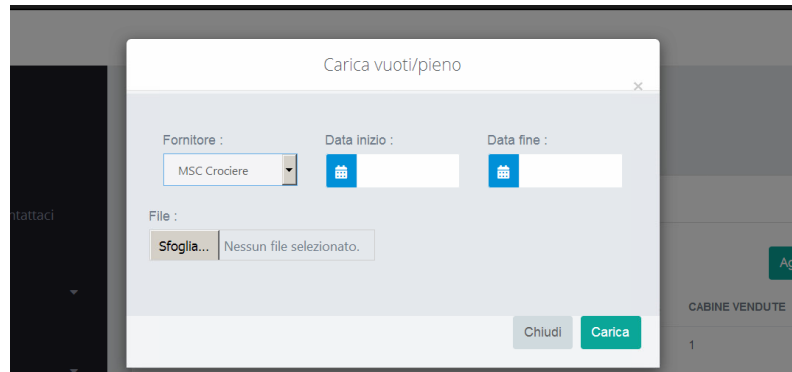 Carica vuoti/pieno
×
Fornitore :
Data inizio :
Data fine :
MSC Crociere
ntattaci
File :
Sfoglia...
Nessun file selezionato.
Ag
CABINE VENDUTE
Chiudi
Carica
1